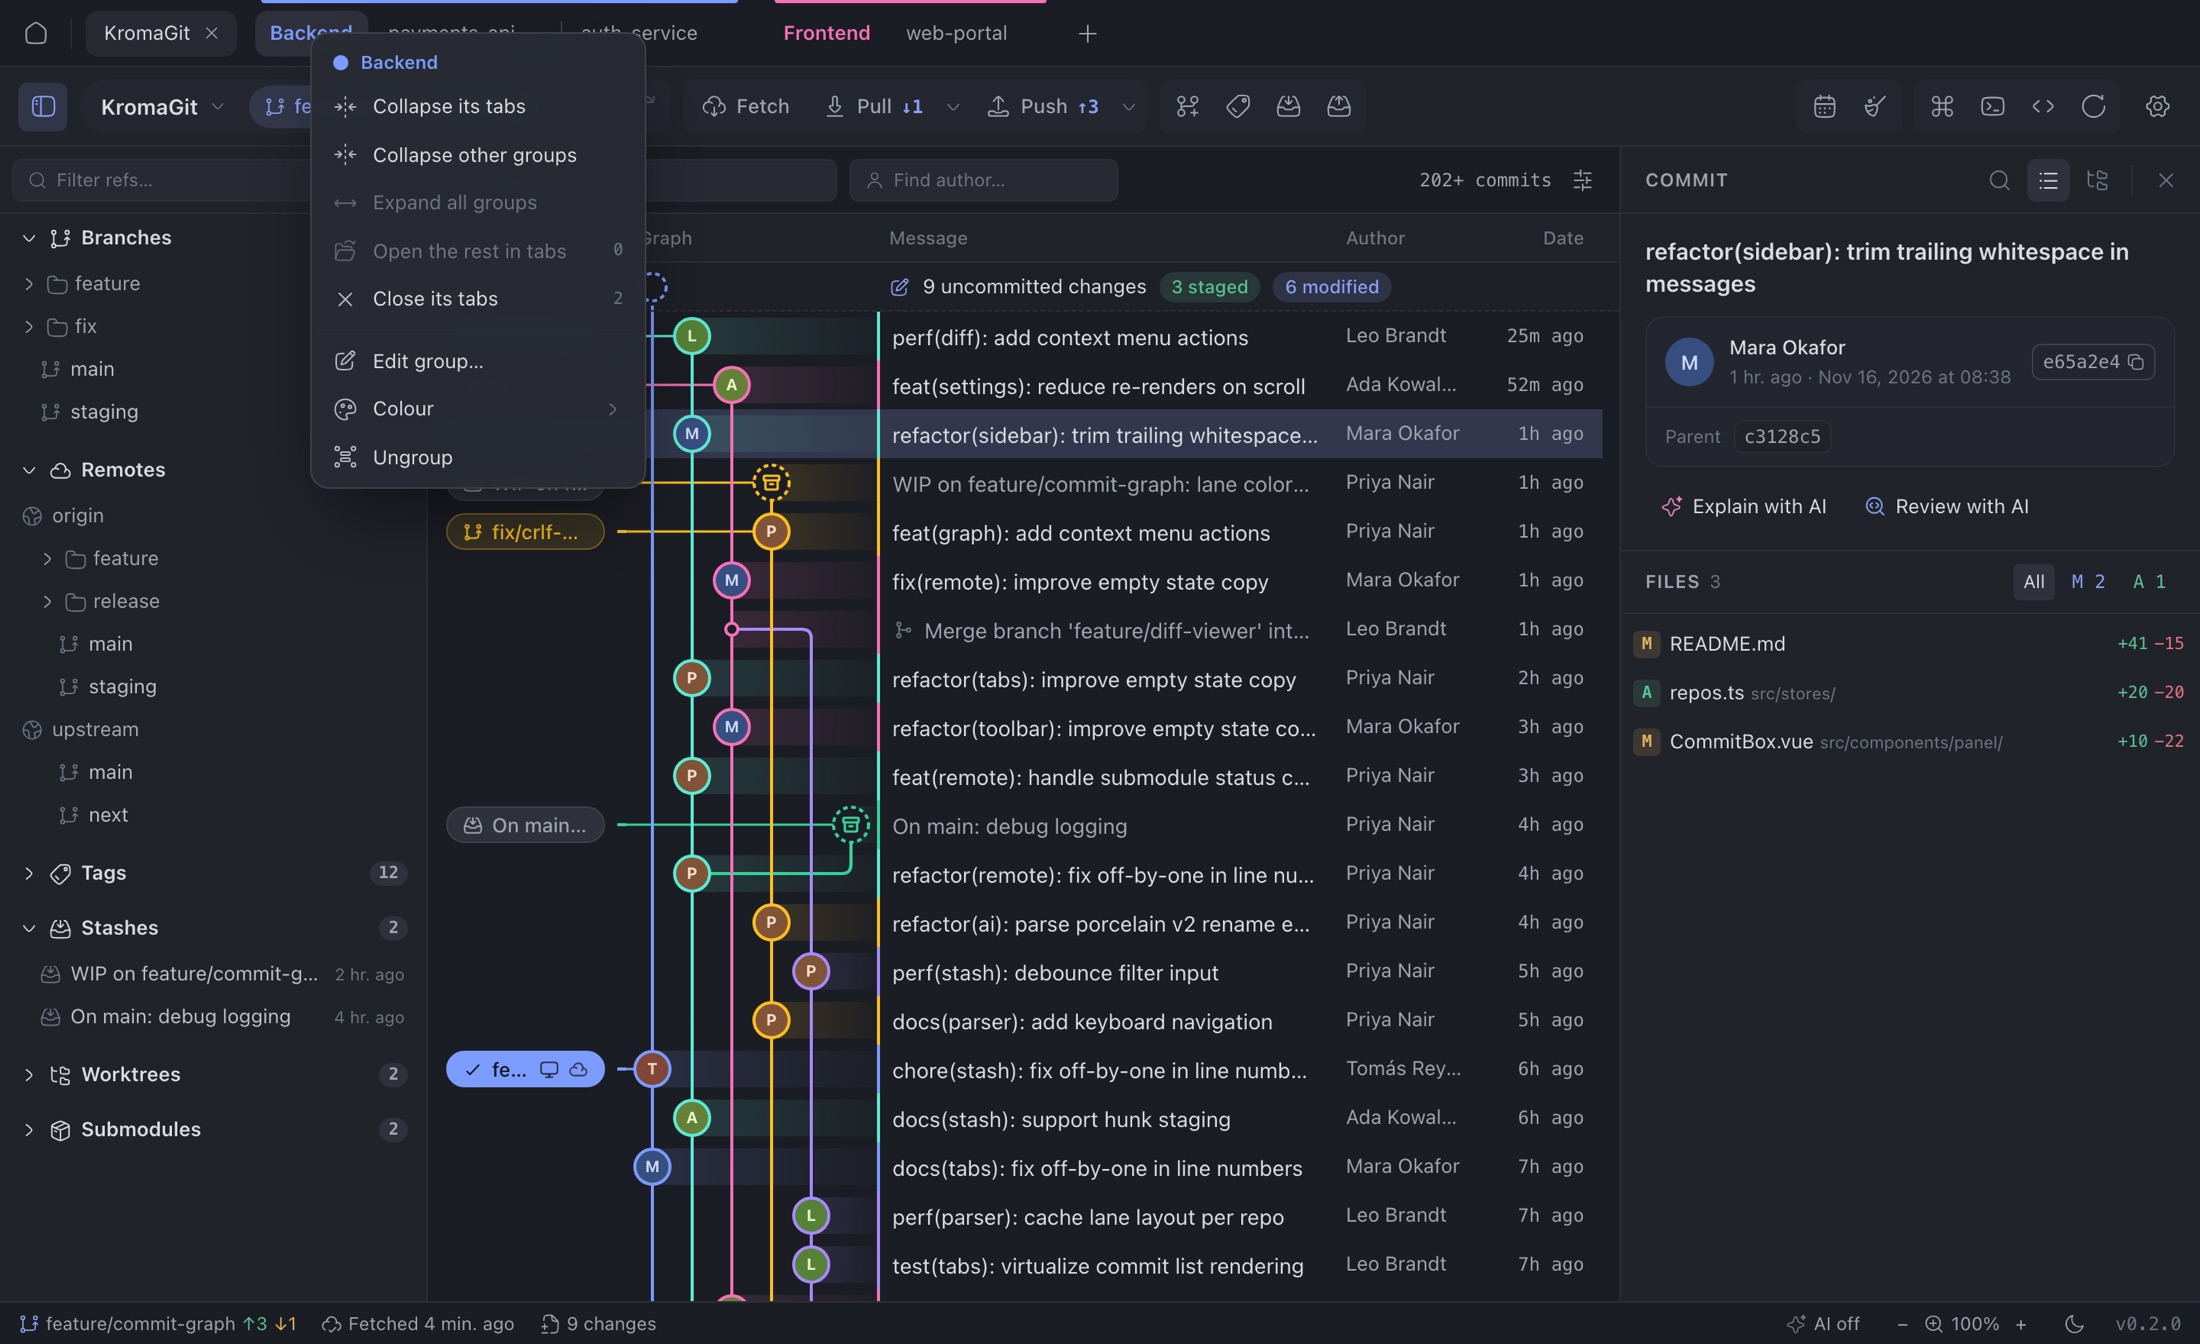 KromaGit
Backend
auth-service
Frontend
web-portal
Backend
Collapse its tabs
Collapse other groups
Expand all groups
Open the rest in tabs 0
Close its tabs 2
Edit group...
Colour
Ungroup
KromaGit
fe
Fetch
Pull ↓1
Push ↑3
Filter refs...
Find author...
202+ commits
Branches
feature
fix
main
staging
Remotes
origin
feature
release
main
staging
upstream
main
next
Tags 12
Stashes 2
WIP on feature/commit-g... 2 hr. ago
On main: debug logging 4 hr. ago
Worktrees 2
Submodules 2
Graph Message Author Date
9 uncommitted changes 3 staged 6 modified
L perf(diff): add context menu actions Leo Brandt 25m ago
A feat(settings): reduce re-renders on scroll Ada Kowal... 52m ago
M refactor(sidebar): trim trailing whitespace... Mara Okafor 1h ago
WIP on feature/commit-graph: lane color... Priya Nair 1h ago
fix/crlf-... P feat(graph): add context menu actions Priya Nair 1h ago
M fix(remote): improve empty state copy Mara Okafor 1h ago
Merge branch 'feature/diff-viewer' int... Leo Brandt 1h ago
P refactor(tabs): improve empty state copy Priya Nair 2h ago
M refactor(toolbar): improve empty state co... Mara Okafor 3h ago
P feat(remote): handle submodule status c... Priya Nair 3h ago
On main... On main: debug logging Priya Nair 4h ago
P refactor(remote): fix off-by-one in line nu... Priya Nair 4h ago
P refactor(ai): parse porcelain v2 rename e... Priya Nair 4h ago
P perf(stash): debounce filter input Priya Nair 5h ago
P docs(parser): add keyboard navigation Priya Nair 5h ago
fe... T chore(stash): fix off-by-one in line numb... Tomás Rey... 6h ago
A docs(stash): support hunk staging Ada Kowal... 6h ago
M docs(tabs): fix off-by-one in line numbers Mara Okafor 7h ago
L perf(parser): cache lane layout per repo Leo Brandt 7h ago
L test(tabs): virtualize commit list rendering Leo Brandt 7h ago
COMMIT
refactor(sidebar): trim trailing whitespace in
messages
M
Mara Okafor
1 hr. ago · Nov 16, 2026 at 08:38
e65a2e4
Parent c3128c5
Explain with AI
Review with AI
FILES 3
All M 2 A 1
M README.md +41 −15
A repos.ts src/stores/ +20 −20
M CommitBox.vue src/components/panel/ +10 −22
feature/commit-graph ↑3 ↓1
Fetched 4 min. ago
9 changes
AI off
− 100% +
v0.2.0